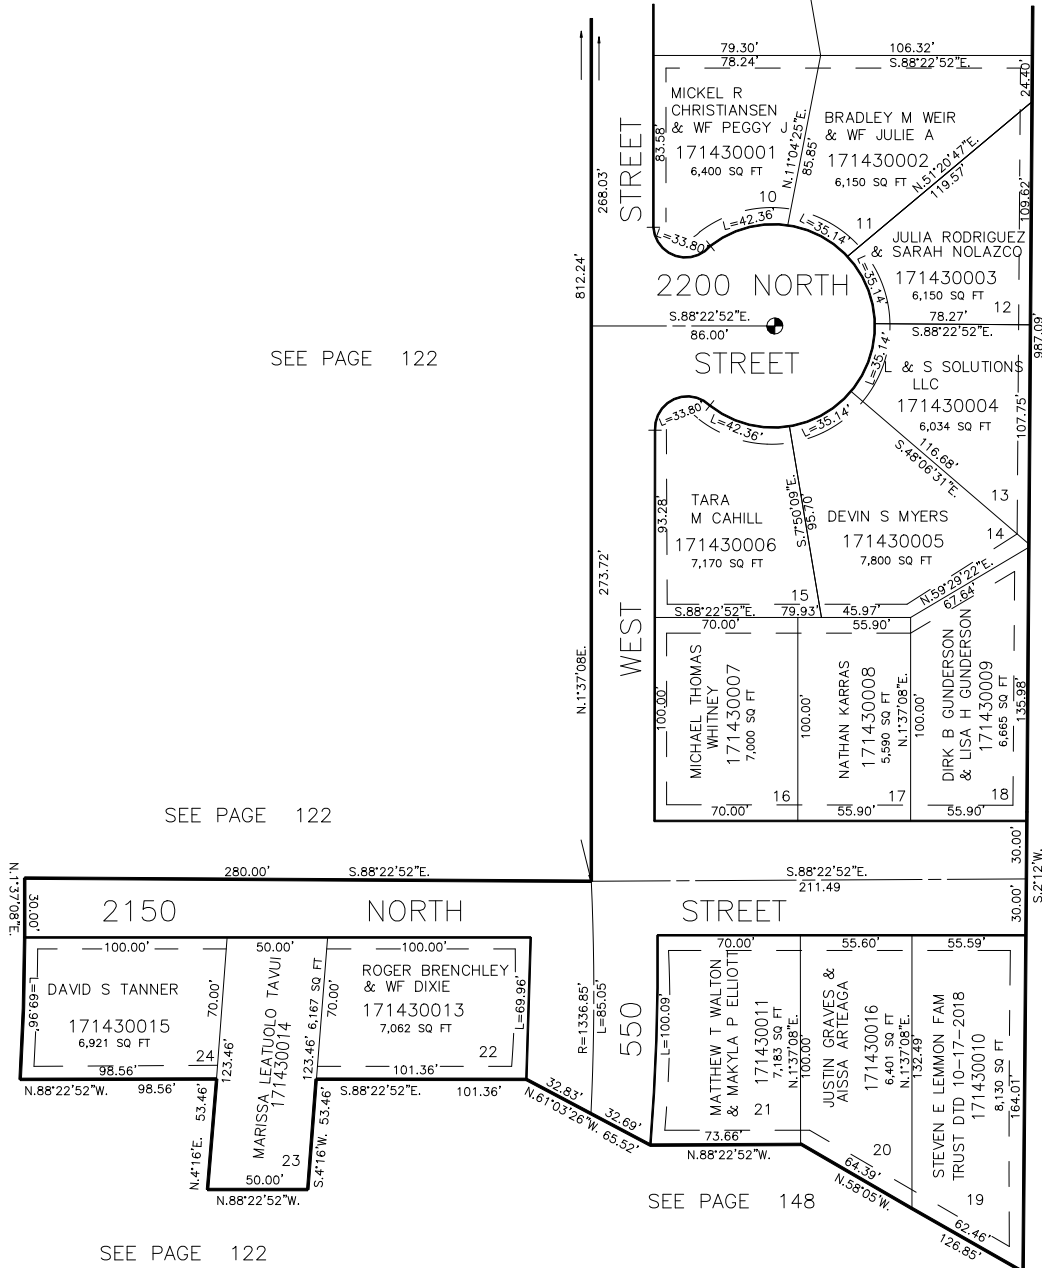 79.30'
106.32'
78.24'
S.88°22'52"E.
24.40'
MICKEL R
CHRISTIANSEN
& WF PEGGY J
171430001
6,400 SQ FT
83.58'
N.11°04'25"E.
85.85'
BRADLEY M WEIR
& WF JULIE A
171430002
6,150 SQ FT
N.51°20'47"E.
119.57'
109.62'
STREET
268.03'
812.24'
10
L=42.36'
L=33.80'
L=35.14'
11
JULIA RODRIGUEZ
& SARAH NOLAZCO
171430003
6,150 SQ FT
12
L=35.14'
2200 NORTH
S.88°22'52"E.
86.00'
STREET
78.27'
S.88°22'52"E.
987.09'
SEE PAGE 122
L=35.14'
L & S SOLUTIONS
LLC
171430004
6,034 SQ FT
107.75'
L=33.80'
L=42.36'
L=35.14'
116.68'
S.48°06'31"E.
13
93.28'
TARA
M CAHILL
171430006
7,170 SQ FT
S.7°50'09"E.
95.70'
DEVIN S MYERS
171430005
7,800 SQ FT
14
N.59°29'22"E.
67.64'
273.72'
15
S.88°22'52"E.
79.93'
45.97'
70.00'
55.90'
WEST
N.1°37'08E.
100.00'
MICHAEL THOMAS
WHITNEY
171430007
7,000 SQ FT
100.00'
NATHAN KARRAS
171430008
5,590 SQ FT
N.1°37'08"E.
100.00'
DIRK B GUNDERSON
& LISA H GUNDERSON
171430009
6,665 SQ FT
135.98'
16
17
18
70.00'
55.90'
55.90'
SEE PAGE 122
30.00'
S.2°12'W.
N.1°37'08"E.
280.00'
S.88°22'52"E.
S.88°22'52"E.
211.49
30.00'
30.00'
2150 NORTH STREET
100.00'
50.00'
100.00'
70.00'
55.60'
55.59'
L=69.96'
DAVID S TANNER
171430015
6,921 SQ FT
24
98.56'
70.00'
123.46'
MARISSA LEATUOLO TAVUI
171430014
6,167 SQ FT
70.00'
123.46'
ROGER BRENCHLEY
& WF DIXIE
171430013
7,062 SQ FT
22
101.36'
L=69.96'
R=1336.85'
L=85.05'
550
L=100.09'
MATTHEW T WALTON
& MAKYLA P ELLIOTT
171430011
7,183 SQ FT
N.1°37'08"E.
100.00'
21
JUSTIN GRAVES &
AISSA ARTEAGA
171430016
6,401 SQ FT
N.1°37'08"E.
132.49'
20
STEVEN E LEMMON FAM
TRUST DTD 10-17-2018
171430010
8,130 SQ FT
164.01'
19
N.88°22'52"W.
98.56'
S.88°22'52"E.
101.36'
N.4°16'E. 53.46'
S.4°16'W. 53.46'
23
50.00'
N.88°22'52"W.
32.83'
32.69'
N.61°03'26"W. 65.52'
73.66'
N.88°22'52"W.
64.39'
N.58°05'W.
62.46'
126.85'
SEE PAGE 148
SEE PAGE 122